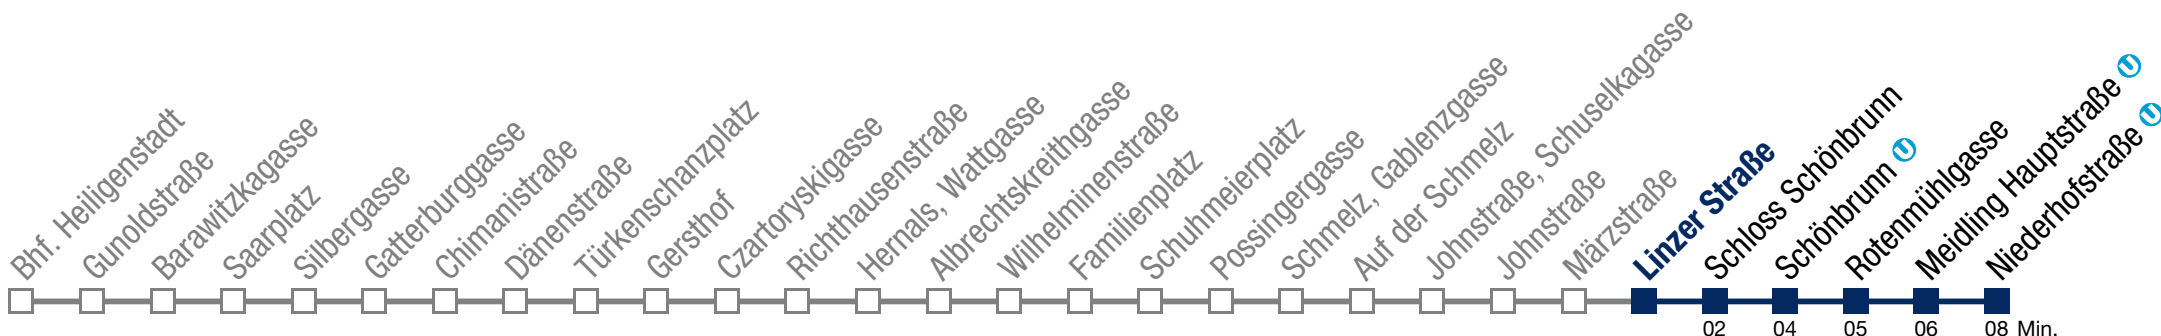 Bhf. Heiligenstadt
Gunoldstraße
Barawitzkagasse
Saarplatz
Silbergasse
Gatterburggasse
Chimanistraße
Dänenstraße
Türkenschanzplatz
Gersthof
Czartoryskigasse
Richthausenstraße
Hernals, Wattgasse
Albrechtskreithgasse
Wilhelminenstraße
Familienplatz
Schuhmeierplatz
Possingergasse
Schmelz, Gablenzgasse
Auf der Schmelz
Johnstraße, Schuselkagasse
Johnstraße
Märzstraße
Linzer Straße
Schloss Schönbrunn
Schönbrunn U
Rotenmühlgasse
Meidling Hauptstraße U
Niederhofstraße U
02 04 05 06 08 Min.